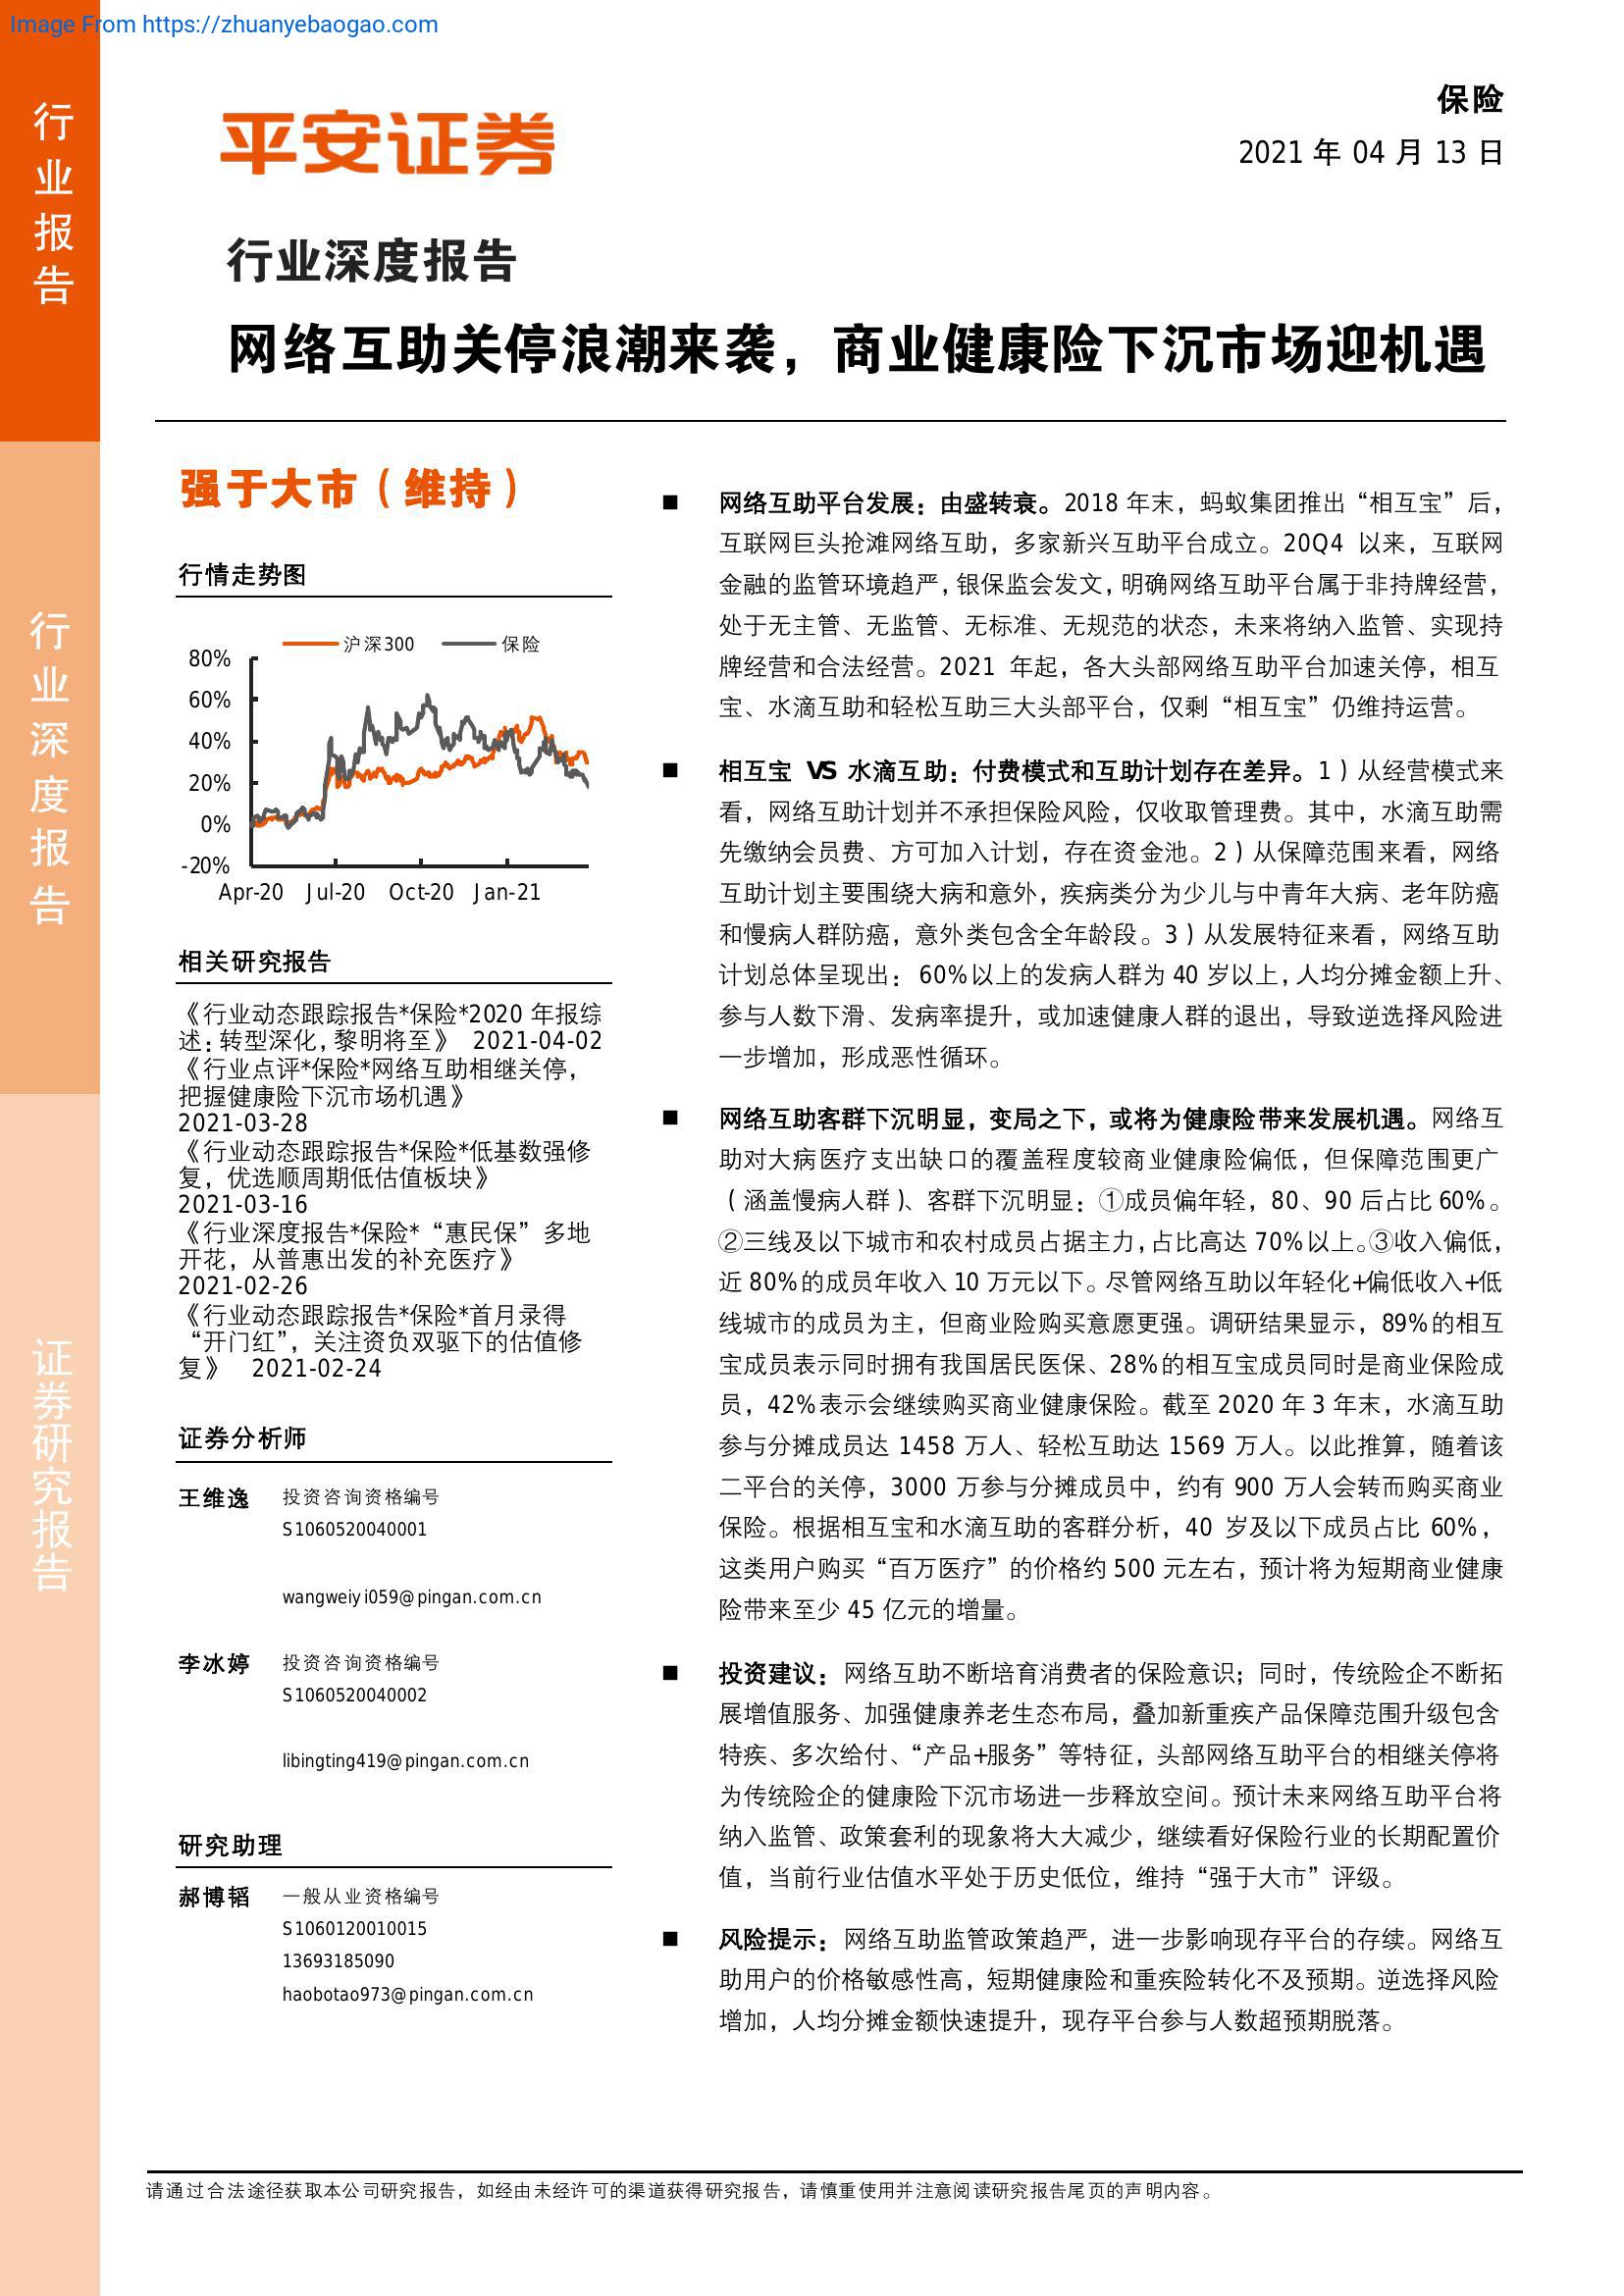 Image From https://zhuanyebaogao.com
行业报告
行业深度报告
证券研究报告
平安证券
保险
2021 年 04 月 13 日
行业深度报告
网络互助关停浪潮来袭，商业健康险下沉市场迎机遇
强于大市（维持）
行情走势图
沪深300 保险
80%
60%
40%
20%
0%
-20%
Apr-20 Jul-20 Oct-20 Jan-21
相关研究报告
《行业动态跟踪报告*保险*2020 年报综
述：转型深化，黎明将至》 2021-04-02
《行业点评*保险*网络互助相继关停，
把握健康险下沉市场机遇》
2021-03-28
《行业动态跟踪报告*保险*低基数强修
复，优选顺周期低估值板块》
2021-03-16
《行业深度报告*保险*“惠民保”多地
开花，从普惠出发的补充医疗》
2021-02-26
《行业动态跟踪报告*保险*首月录得
“开门红”，关注资负双驱下的估值修
复》 2021-02-24
证券分析师
王维逸 投资咨询资格编号
S1060520040001
wangweiyi059@pingan.com.cn
李冰婷 投资咨询资格编号
S1060520040002
libingting419@pingan.com.cn
研究助理
郝博韬 一般从业资格编号
S1060120010015
13693185090
haobotao973@pingan.com.cn
■ 网络互助平台发展：由盛转衰。2018 年末，蚂蚁集团推出“相互宝”后，
互联网巨头抢滩网络互助，多家新兴互助平台成立。20Q4 以来，互联网
金融的监管环境趋严，银保监会发文，明确网络互助平台属于非持牌经营，
处于无主管、无监管、无标准、无规范的状态，未来将纳入监管、实现持
牌经营和合法经营。2021 年起，各大头部网络互助平台加速关停，相互
宝、水滴互助和轻松互助三大头部平台，仅剩“相互宝”仍维持运营。
■ 相互宝 VS 水滴互助：付费模式和互助计划存在差异。1）从经营模式来
看，网络互助计划并不承担保险风险，仅收取管理费。其中，水滴互助需
先缴纳会员费、方可加入计划，存在资金池。2）从保障范围来看，网络
互助计划主要围绕大病和意外，疾病类分为少儿与中青年大病、老年防癌
和慢病人群防癌，意外类包含全年龄段。3）从发展特征来看，网络互助
计划总体呈现出：60%以上的发病人群为 40 岁以上，人均分摊金额上升、
参与人数下滑、发病率提升，或加速健康人群的退出，导致逆选择风险进
一步增加，形成恶性循环。
■ 网络互助客群下沉明显，变局之下，或将为健康险带来发展机遇。网络互
助对大病医疗支出缺口的覆盖程度较商业健康险偏低，但保障范围更广
（涵盖慢病人群）、客群下沉明显：①成员偏年轻，80、90 后占比 60%。
②三线及以下城市和农村成员占据主力，占比高达 70%以上。③收入偏低，
近 80%的成员年收入 10 万元以下。尽管网络互助以年轻化+偏低收入+低
线城市的成员为主，但商业险购买意愿更强。调研结果显示，89%的相互
宝成员表示同时拥有我国居民医保、28%的相互宝成员同时是商业保险成
员，42%表示会继续购买商业健康保险。截至 2020 年 3 年末，水滴互助
参与分摊成员达 1458 万人、轻松互助达 1569 万人。以此推算，随着该
二平台的关停，3000 万参与分摊成员中，约有 900 万人会转而购买商业
保险。根据相互宝和水滴互助的客群分析，40 岁及以下成员占比 60%，
这类用户购买“百万医疗”的价格约 500 元左右，预计将为短期商业健康
险带来至少 45 亿元的增量。
■ 投资建议：网络互助不断培育消费者的保险意识；同时，传统险企不断拓
展增值服务、加强健康养老生态布局，叠加新重疾产品保障范围升级包含
特疾、多次给付、“产品+服务”等特征，头部网络互助平台的相继关停将
为传统险企的健康险下沉市场进一步释放空间。预计未来网络互助平台将
纳入监管、政策套利的现象将大大减少，继续看好保险行业的长期配置价
值，当前行业估值水平处于历史低位，维持“强于大市”评级。
■ 风险提示：网络互助监管政策趋严，进一步影响现存平台的存续。网络互
助用户的价格敏感性高，短期健康险和重疾险转化不及预期。逆选择风险
增加，人均分摊金额快速提升，现存平台参与人数超预期脱落。
请通过合法途径获取本公司研究报告，如经由未经许可的渠道获得研究报告，请慎重使用并注意阅读研究报告尾页的声明内容。